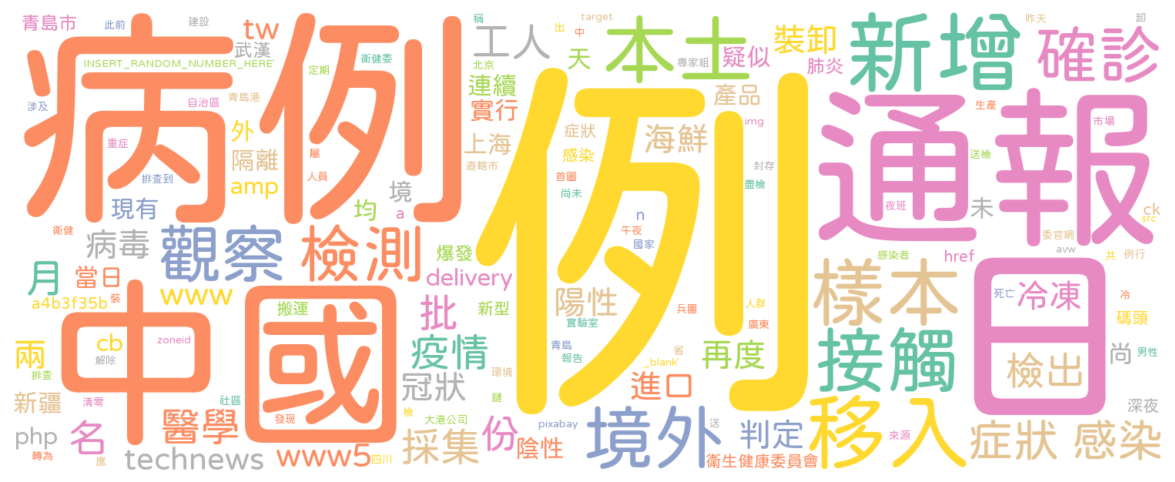 青島市
此前
建設
tw
武漢
INSERT_RANDOM_NUMBER_HERE
定期
衛健委
病例
涉及
自治區
青島港
重症
外
隔離
amp
排查到
屬
人員
現有
均
境
a
衛健
病毒
觀察
檢測
月
當日
www
a4b3f35b
裝
搬運
中國
兩
cb
解除
zoneid
排查
清零
社區
新疆
發現
php
轉為
名
應
醫學
technews
www5
四川
工人
稱
出
target
中
北京
天
專家組
本土
疑似
裝卸
肺炎
連續
實行
產品
上海
症狀
海鮮
img
直轄市
感染
首圖
尚未
封存
盡檢
例
n
午夜
國家
爆發
delivery
陽性
批
新型
實驗室
兵團
人群
廣東
疫情
青島
報告
_blank
省
再度
冠狀
環境
進口
鏈
檢
大港公司
採集
份
陰性
pixabay
境外
送
判定
衛生健康委員會
昨天
卸
新增
確診
生產
市場
通報
送檢
夜班
未
委官網
ck
src
avw
感染者
href
共
例行
樣本
日
死亡
冷凍
冷
碼頭
接觸
檢出
尚
男性
移入
深夜
來源
症狀
感染